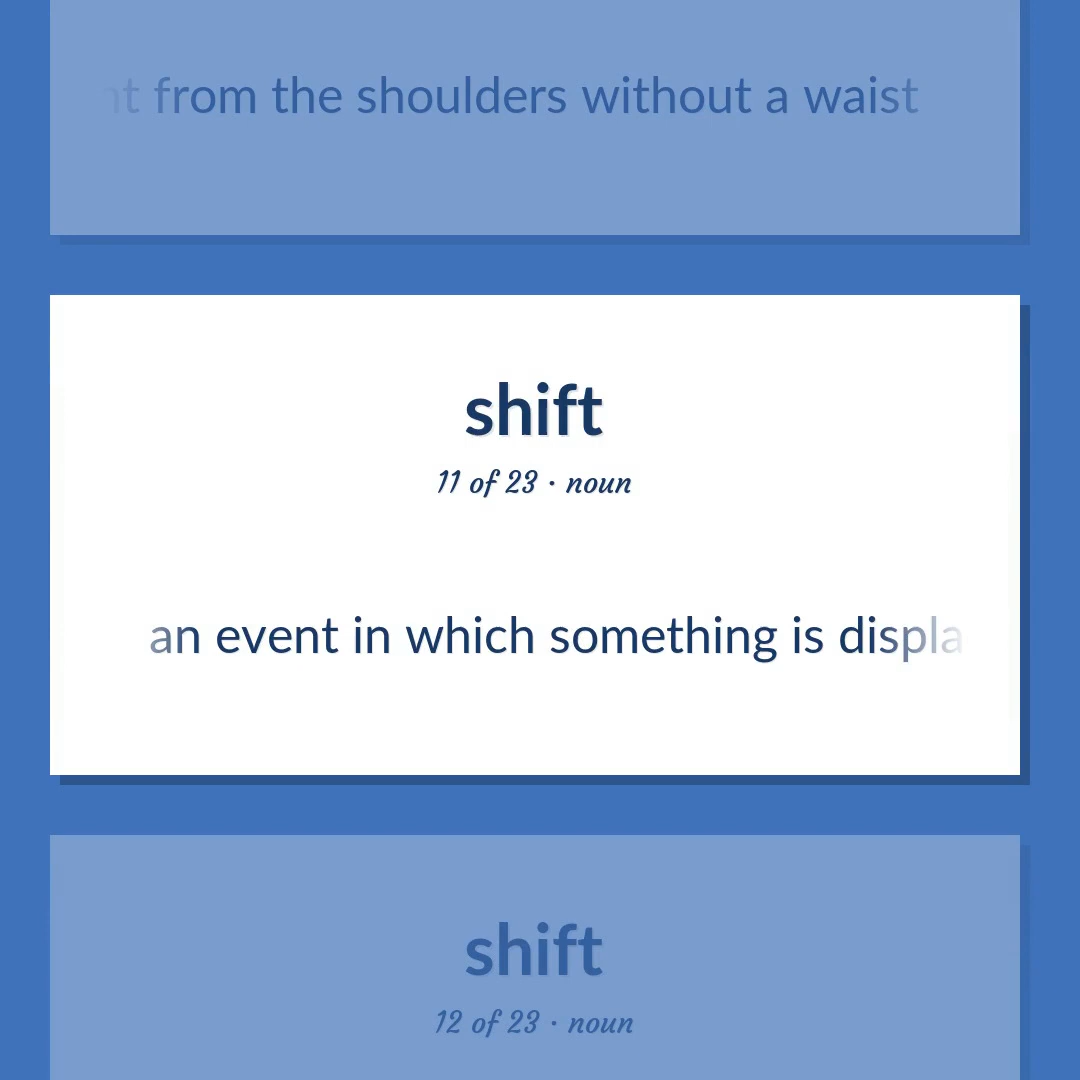 from the shoulders without a waist
shift
11 of 23 · noun
an event in which something is displa
shift
12 of 23 · noun